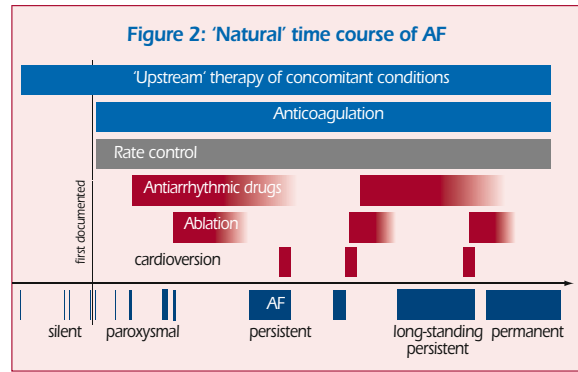 Figure 2: ‘Natural’ time course of AF
‘Upstream’ therapy of concomitant conditions
Anticoagulation
Rate control
first documented
Antiarrhythmic drugs
Ablation
cardioversion
AF
silent
paroxysmal
persistent
long-standing
persistent
permanent